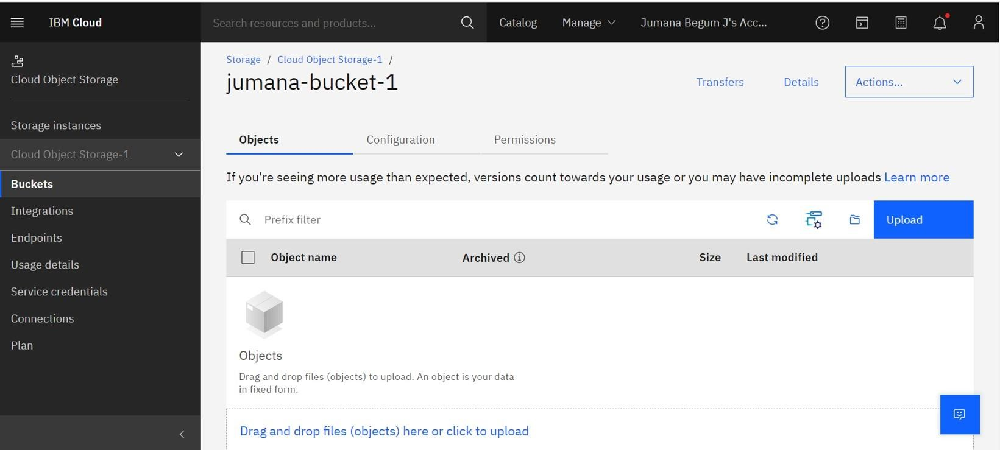 IBM Cloud
Search resources and products...
Catalog
Manage
Jumana Begum J's Acc...
Cloud Object Storage
Storage instances
Cloud Object Storage-1
Buckets
Integrations
Endpoints
Usage details
Service credentials
Connections
Plan
Storage / Cloud Object Storage-1 /
jumana-bucket-1
Transfers
Details
Actions...
Objects
Configuration
Permissions
If you're seeing more usage than expected, versions count towards your usage or you may have incomplete uploads Learn more
Prefix filter
Upload
Object name
Archived
Size
Last modified
Objects
Drag and drop files (objects) to upload. An object is your data
in fixed form.
Drag and drop files (objects) here or click to upload